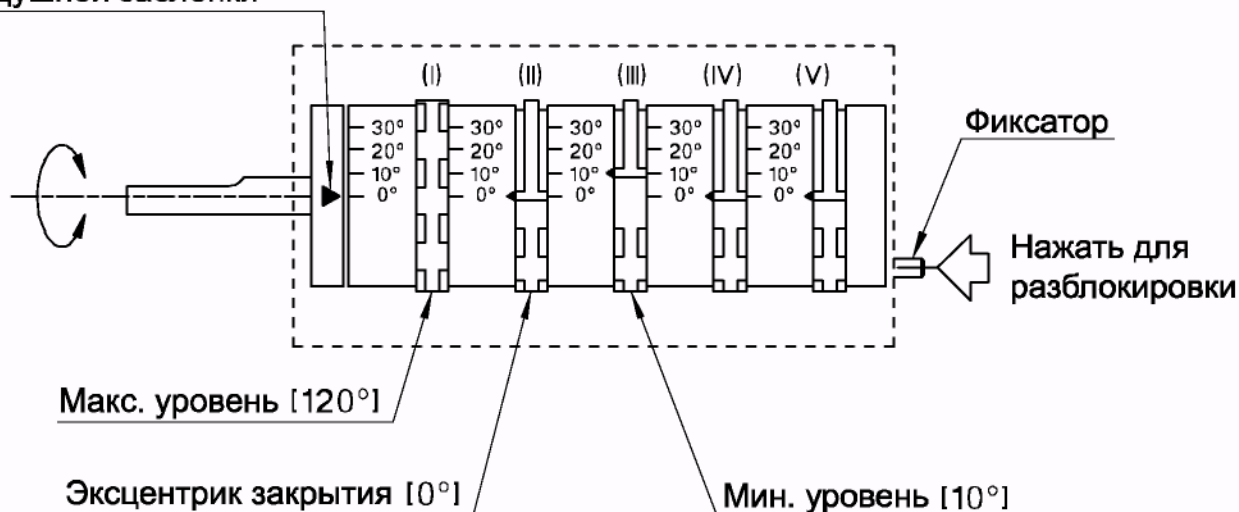 (I) (II) (III) (IV) (V)
30° 30° 30° 30° 30°
20° 20° 20° 20° 20°
10° 10° 10° 10° 10°
0° 0° 0° 0° 0°
Фиксатор
Нажать для
разблокировки
Макс. уровень [120°]
Эксцентрик закрытия [0°]
Мин. уровень [10°]